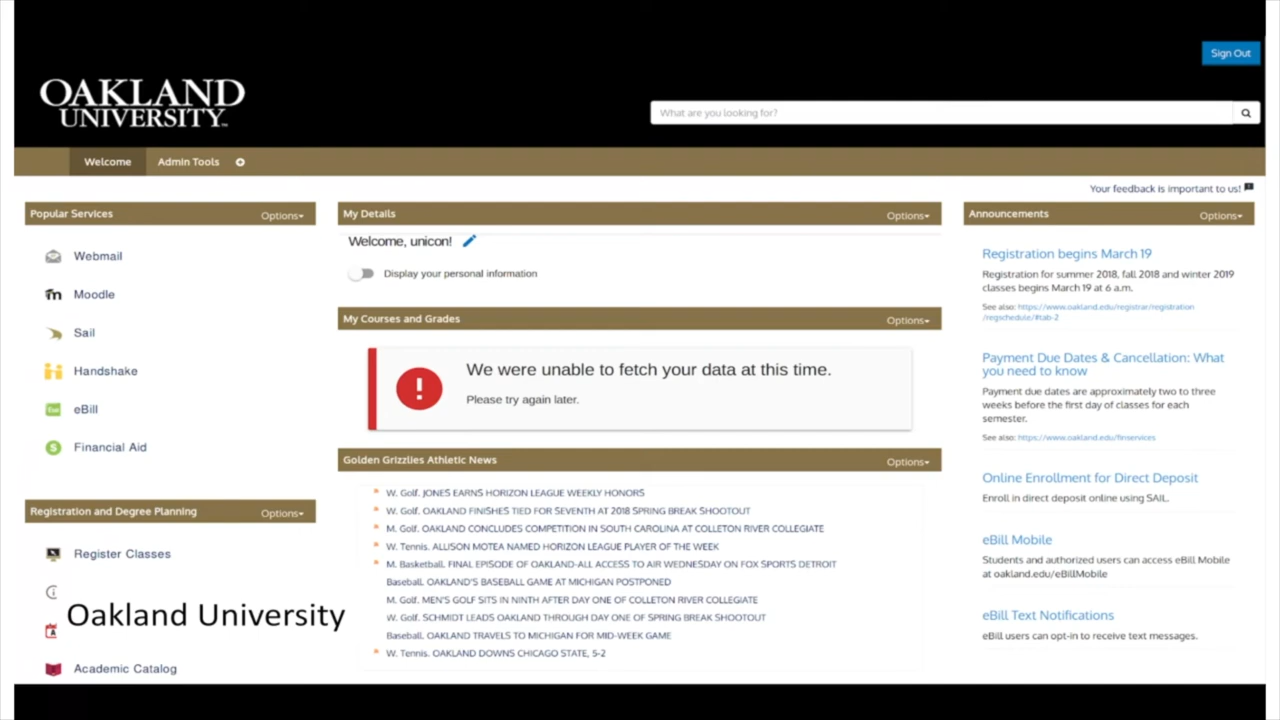 Sign Out
OAKLAND
UNIVERSITY™
What are you looking for?
Welcome
Admin Tools
Your feedback is important to us!
Popular Services
Options
Webmail
Moodle
Sail
Handshake
eBill
Financial Aid
Registration and Degree Planning
Options
Register Classes
Oakland University
Academic Catalog
My Details
Options
Welcome, unicon!
Display your personal information
My Courses and Grades
Options
We were unable to fetch your data at this time.
Please try again later.
Golden Grizzlies Athletic News
Options
W. Golf. JONES EARNS HORIZON LEAGUE WEEKLY HONORS
W. Golf. OAKLAND FINISHES TIED FOR SEVENTH AT 2018 SPRING BREAK SHOOTOUT
M. Golf. OAKLAND CONCLUDES COMPETITION IN SOUTH CAROLINA AT COLLETON RIVER COLLEGIATE
W. Tennis. ALLISON MOTEA NAMED HORIZON LEAGUE PLAYER OF THE WEEK
M. Basketball. FINAL EPISODE OF OAKLAND-ALL ACCESS TO AIR WEDNESDAY ON FOX SPORTS DETROIT
Baseball. OAKLAND'S BASEBALL GAME AT MICHIGAN POSTPONED
M. Golf. MEN'S GOLF SITS IN NINTH AFTER DAY ONE OF COLLETON RIVER COLLEGIATE
W. Golf. SCHMIDT LEADS OAKLAND THROUGH DAY ONE OF SPRING BREAK SHOOTOUT
Baseball. OAKLAND TRAVELS TO MICHIGAN FOR MID-WEEK GAME
W. Tennis. OAKLAND DOWNS CHICAGO STATE, 5-2
Announcements
Options
Registration begins March 19
Registration for summer 2018, fall 2018 and winter 2019
classes begins March 19 at 6 a.m.
See also: https://www.oakland.edu/registrar/registration
/regschedule/#tab-2
Payment Due Dates & Cancellation: What
you need to know
Payment due dates are approximately two to three
weeks before the first day of classes for each
semester.
See also: https://www.oakland.edu/finservices
Online Enrollment for Direct Deposit
Enroll in direct deposit online using SAIL.
eBill Mobile
Students and authorized users can access eBill Mobile
at oakland.edu/eBillMobile
eBill Text Notifications
eBill users can opt-in to receive text messages.